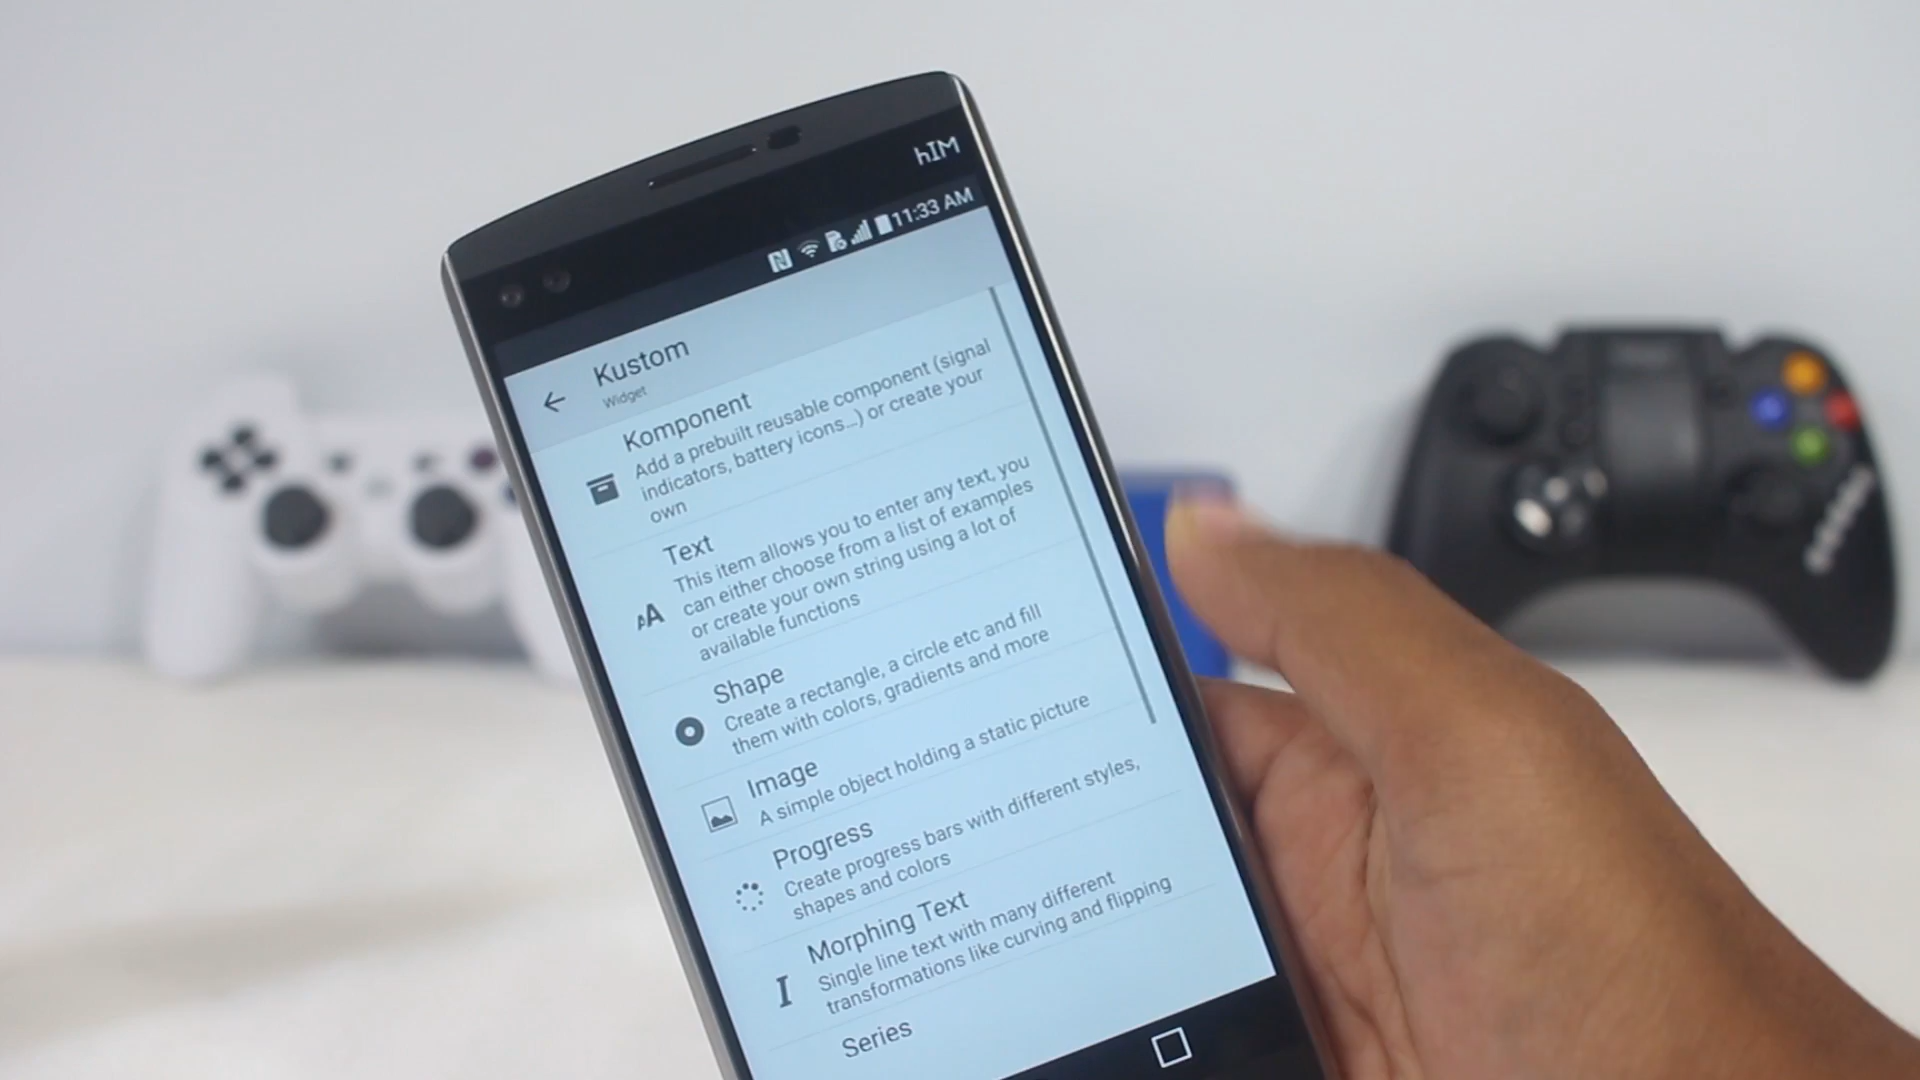 hIM
11:33 AM
Kustom
Widget
Komponent
Add a prebuilt reusable component (signal
indicators, battery icons...) or create your
own
Text
This item allows you to enter any text, you
can either choose from a list of examples
or create your own string using a lot of
available functions
Shape
Create a rectangle, a circle etc and fill
them with colors, gradients and more
Image
A simple object holding a static picture
Progress
Create progress bars with different styles,
shapes and colors
Morphing Text
Single line text with many different
transformations like curving and flipping
Series